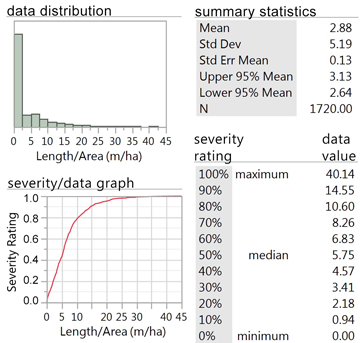 data distribution
0 5 10 15 20 25 30 35 40 45
Length/Area (m/ha)
severity/data graph
Severity Rating
1.0
0.8
0.6
0.4
0.2
0.0
0 5 10 15 20 25 30 35 40 45
Length/Area (m/ha)
summary statistics
Mean 2.88
Std Dev 5.19
Std Err Mean 0.13
Upper 95% Mean 3.13
Lower 95% Mean 2.64
N 1720.00
severity data
rating value
100% maximum 40.14
90% 14.55
80% 10.60
70% 8.26
60% 6.83
50% median 5.75
40% 4.57
30% 3.41
20% 2.18
10% 0.94
0% minimum 0.00